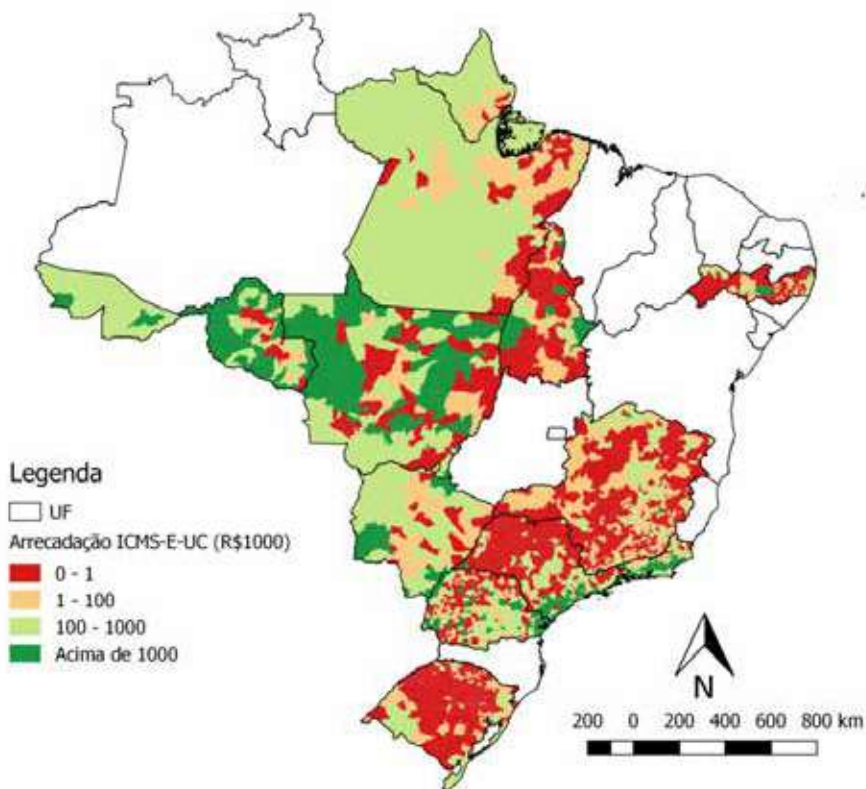 Legenda
UF
Arrecadação ICMS-E-UC (R$1000)
0 - 1
1 - 100
100 - 1000
Acima de 1000
N
200 0 200 400 600 800 km